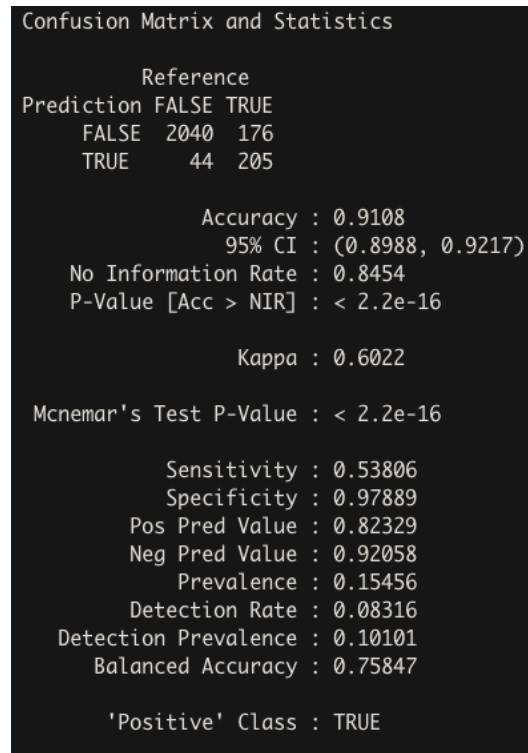 Confusion Matrix and Statistics
Reference
Prediction FALSE TRUE
FALSE 2040 176
TRUE 44 205
Accuracy : 0.9108
95% CI : (0.8988, 0.9217)
No Information Rate : 0.8454
P-Value [Acc > NIR] : < 2.2e-16
Kappa : 0.6022
Mcnemar's Test P-Value : < 2.2e-16
Sensitivity : 0.53806
Specificity : 0.97889
Pos Pred Value : 0.82329
Neg Pred Value : 0.92058
Prevalence : 0.15456
Detection Rate : 0.08316
Detection Prevalence : 0.10101
Balanced Accuracy : 0.75847
'Positive' Class : TRUE